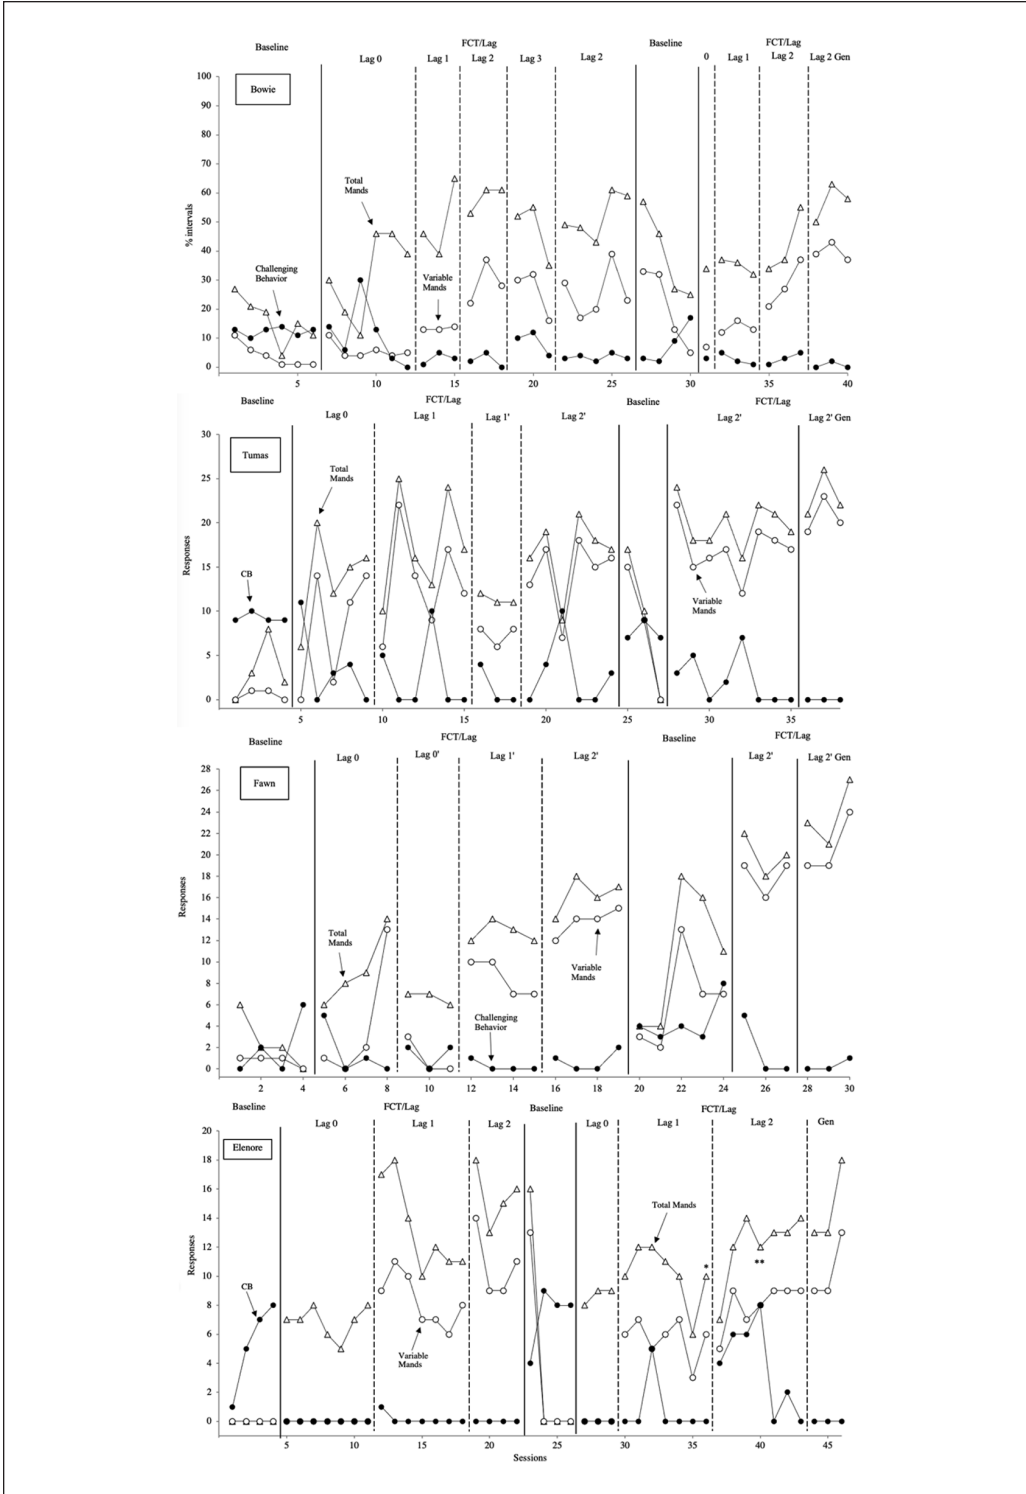 Baseline FCT/Lag Baseline FCT/Lag
Lag 0 Lag 1 Lag 2 Lag 3 Lag 2 0 Lag 1 Lag 2 Lag 2 Gen
100
Bowie
90
80
70
Total
Mands
60
50
% intervals
40
Challenging
Behavior
Variable
Mands
30
20
10
0
5 10 15 20 25 30 35 40
Baseline FCT/Lag Baseline FCT/Lag
Lag 0 Lag 1 Lag 1' Lag 2' Lag 2' Lag 2' Gen
30
Tumas
25
Total
Mands
20
Responses
15
CB
10
Variable
Mands
5
0
5 10 15 20 25 30 35
Baseline FCT/Lag Baseline FCT/Lag
Lag 0 Lag 0' Lag 1' Lag 2' Lag 2' Lag 2' Gen
28
Fawn
26
24
22
20
18
Responses
16
14
12
Total
Mands
10
Variable
Mands
8
6
Challenging
Behavior
4
2
0
2 4 6 8 10 12 14 16 18 20 22 24 26 28 30
Baseline FCT/Lag Baseline FCT/Lag
Lag 0 Lag 1 Lag 2 Lag 0 Lag 1 Lag 2 Gen
20
Elenore
18
16
Total Mands
14
12
Responses
* **
10
CB
8
6
Variable
Mands
4
2
0
5 10 15 20 25 30 35 40 45
Sessions